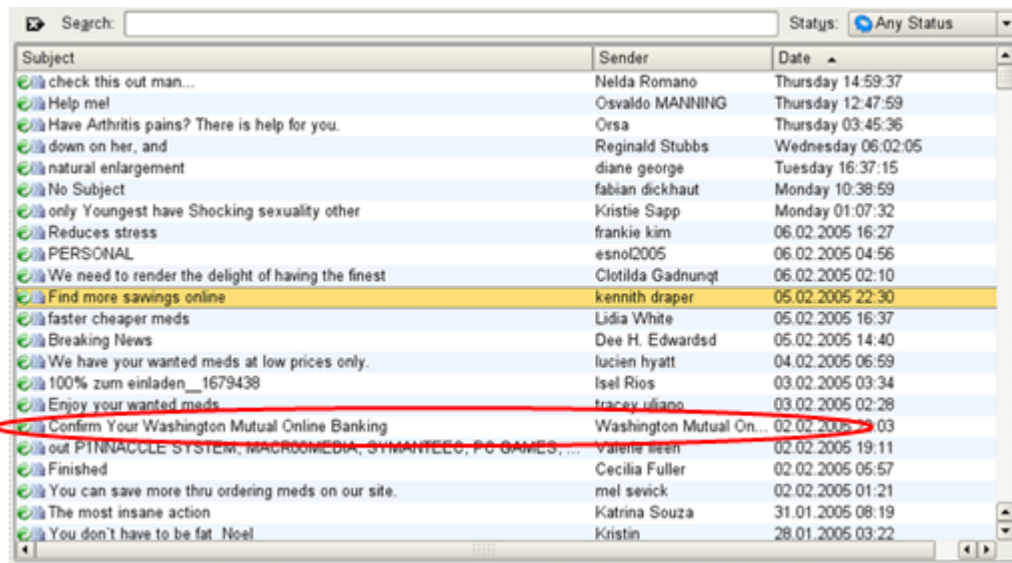 Search: Status: Any Status
Subject Sender Date
check this out man... Nelda Romano Thursday 14:59:37
Help me! Osvaldo MANNING Thursday 12:47:59
Have Arthritis pains? There is help for you. Orsa Thursday 03:45:36
down on her, and Reginald Stubbs Wednesday 06:02:05
natural enlargement diane george Tuesday 16:37:15
No Subject fabian dickhaut Monday 10:38:59
only Youngest have Shocking sexuality other Kristie Sapp Monday 01:07:32
Reduces stress frankie kim 06.02.2005 16:27
PERSONAL esnol2005 06.02.2005 04:56
We need to render the delight of having the finest Clotilda Gadnungt 06.02.2005 02:10
Find more savvings online kennith draper 05.02.2005 22:30
faster cheaper meds Lidia White 05.02.2005 16:37
Breaking News Dee H. Edwardsd 05.02.2005 14:40
We have your wanted meds at low prices only. lucien hyatt 04.02.2005 06:59
100% zum einladen__1679438 Isel Rios 03.02.2005 03:34
Enjoy your wanted meds tracey uliano 03.02.2005 02:28
Confirm Your Washington Mutual Online Banking Washington Mutual On... 02.02.2005
out P1NNACCLE SYSTEM, MACR00MEDIA, SYMANTEEC, PC GAMES, ... Valerie Ileen 02.02.2005 19:11
Finished Cecilia Fuller 02.02.2005 05:57
You can save more thru ordering meds on our site. mel sevick 02.02.2005 01:21
The most insane action Katrina Souza 31.01.2005 08:19
You don`t have to be fat Noel Kristin 28.01.2005 03:22